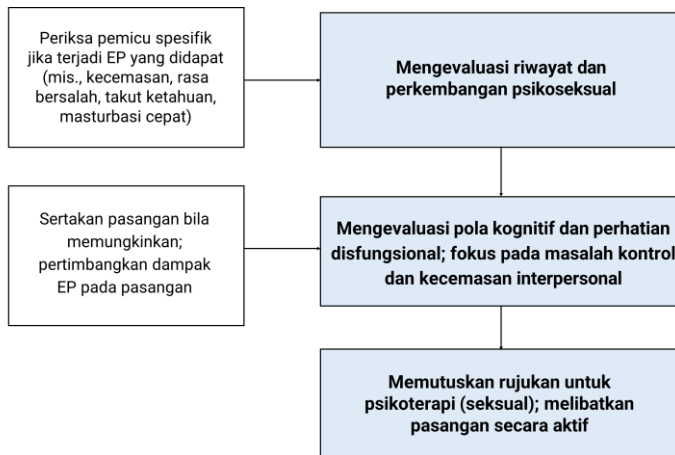 Periksa pemicu spesifik
jika terjadi EP yang didapat
(mis., kecemasan, rasa
bersalah, takut ketahuan,
masturbasi cepat)
Mengevaluasi riwayat dan
perkembangan psikoseksual
Sertakan pasangan bila
memungkinkan;
pertimbangkan dampak
EP pada pasangan
Mengevaluasi pola kognitif dan perhatian
disfungsional; fokus pada masalah kontrol
dan kecemasan interpersonal
Memutuskan rujukan untuk
psikoterapi (seksual); melibatkan
pasangan secara aktif